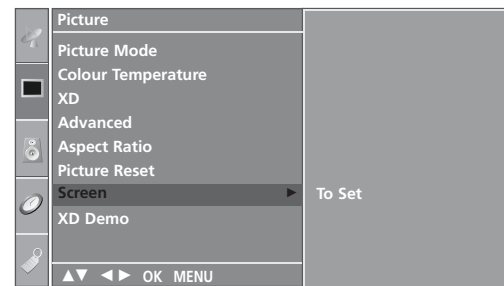 Picture
Picture Mode
Colour Temperature
XD
Advanced
Aspect Ratio
Picture Reset
Screen ► To Set
XD Demo
▲▼ ◄► OK MENU